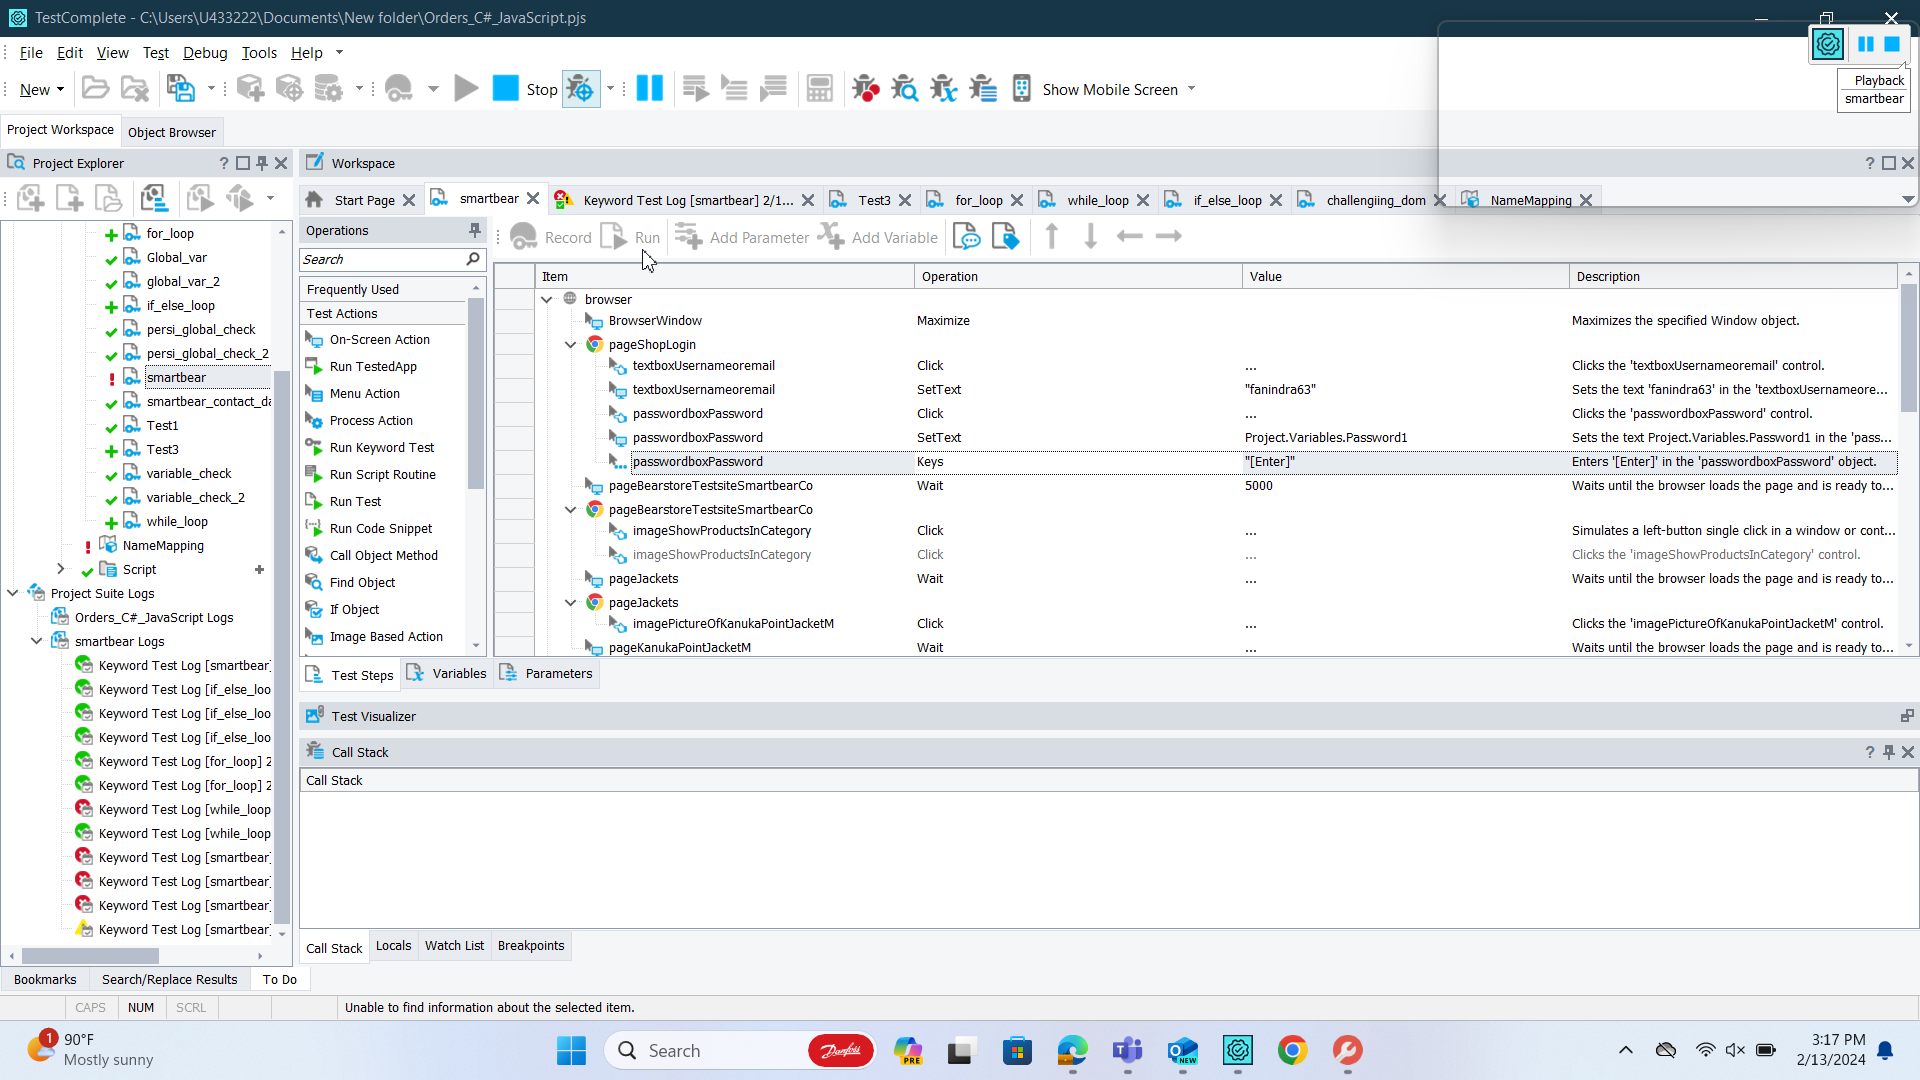 TestComplete - C:\Users\U433222\Documents\New folder\Orders_C#_JavaScript.pjs
File Edit View Test Debug Tools Help
New Stop Show Mobile Screen
Playback
smartbear
Project Workspace Object Browser
Project Explorer ?
Workspace ?
Start Page smartbear Keyword Test Log [smartbear] 2/1... Test3 for_loop while_loop if_else_loop challengiing_dom NameMapping
Operations
Record Run Add Parameter Add Variable
Search
Frequently Used
Test Actions
On-Screen Action
Run TestedApp
Menu Action
Process Action
Run Keyword Test
Run Script Routine
Run Test
Run Code Snippet
Call Object Method
Find Object
If Object
Image Based Action
for_loop
Global_var
global_var_2
if_else_loop
persi_global_check
persi_global_check_2
smartbear
smartbear_contact_da
Test1
Test3
variable_check
variable_check_2
while_loop
NameMapping
Script
Project Suite Logs
Orders_C#_JavaScript Logs
smartbear Logs
Keyword Test Log [smartbear]
Keyword Test Log [if_else_loo
Keyword Test Log [if_else_loo
Keyword Test Log [if_else_loo
Keyword Test Log [for_loop] 2
Keyword Test Log [for_loop] 2
Keyword Test Log [while_loop
Keyword Test Log [while_loop
Keyword Test Log [smartbear]
Keyword Test Log [smartbear]
Keyword Test Log [smartbear]
Keyword Test Log [smartbear]
Item Operation Value Description
browser
BrowserWindow Maximize Maximizes the specified Window object.
pageShopLogin
textboxUsernameoremail Click ... Clicks the 'textboxUsernameoremail' control.
textboxUsernameoremail SetText "fanindra63" Sets the text 'fanindra63' in the 'textboxUsernameore...
passwordboxPassword Click ... Clicks the 'passwordboxPassword' control.
passwordboxPassword SetText Project.Variables.Password1 Sets the text Project.Variables.Password1 in the 'pass...
passwordboxPassword Keys "[Enter]" Enters '[Enter]' in the 'passwordboxPassword' object.
pageBearstoreTestsiteSmartbearCo Wait 5000 Waits until the browser loads the page and is ready to...
pageBearstoreTestsiteSmartbearCo
imageShowProductsInCategory Click ... Simulates a left-button single click in a window or cont...
imageShowProductsInCategory Click ... Clicks the 'imageShowProductsInCategory' control.
pageJackets Wait ... Waits until the browser loads the page and is ready to...
pageJackets
imagePictureOfKanukaPointJacketM Click ... Clicks the 'imagePictureOfKanukaPointJacketM' control.
pageKanukaPointJacketM Wait ... Waits until the browser loads the page and is ready to...
Test Steps Variables Parameters
Test Visualizer
Call Stack ?
Call Stack
Call Stack Locals Watch List Breakpoints
Bookmarks Search/Replace Results To Do
CAPS NUM SCRL Unable to find information about the selected item.
1 90°F
Mostly sunny
Search Danfoss PRE NEW
3:17 PM
2/13/2024